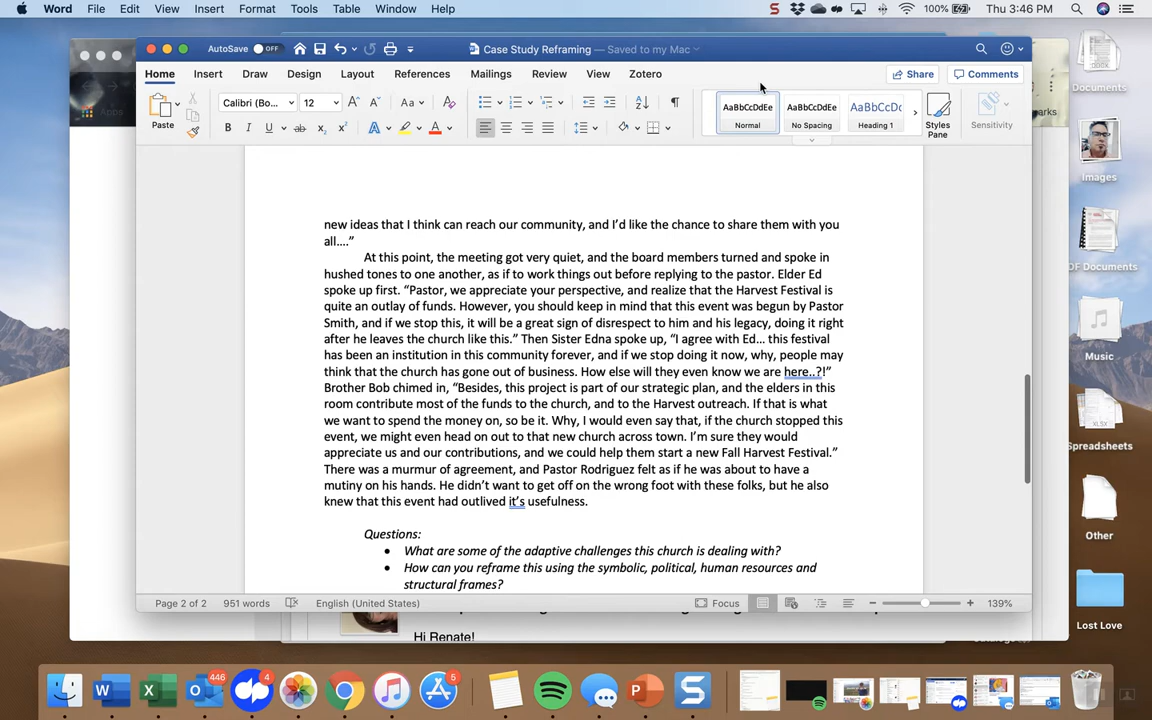 Word File Edit View Insert Format Tools Table Window Help 100% Thu 3:46 PM
AutoSave OFF Case Study Reframing — Saved to my Mac
Home Insert Draw Design Layout References Mailings Review View Zotero Share Comments
Paste Calibri (Bo... 12 Aa AaBbCcDdEe Normal AaBbCcDdEe No Spacing AaBbCcDc Heading 1 Styles Pane Sensitivity
new ideas that I think can reach our community, and I’d like the chance to share them with you
all....”
At this point, the meeting got very quiet, and the board members turned and spoke in
hushed tones to one another, as if to work things out before replying to the pastor. Elder Ed
spoke up first. “Pastor, we appreciate your perspective, and realize that the Harvest Festival is
quite an outlay of funds. However, you should keep in mind that this event was begun by Pastor
Smith, and if we stop this, it will be a great sign of disrespect to him and his legacy, doing it right
after he leaves the church like this.” Then Sister Edna spoke up, “I agree with Ed... this festival
has been an institution in this community forever, and if we stop doing it now, why, people may
think that the church has gone out of business. How else will they even know we are here..?!”
Brother Bob chimed in, “Besides, this project is part of our strategic plan, and the elders in this
room contribute most of the funds to the church, and to the Harvest outreach. If that is what
we want to spend the money on, so be it. Why, I would even say that, if the church stopped this
event, we might even head on out to that new church across town. I’m sure they would
appreciate us and our contributions, and we could help them start a new Fall Harvest Festival.”
There was a murmur of agreement, and Pastor Rodriguez felt as if he was about to have a
mutiny on his hands. He didn’t want to get off on the wrong foot with these folks, but he also
knew that this event had outlived it’s usefulness.
Questions:
• What are some of the adaptive challenges this church is dealing with?
• How can you reframe this using the symbolic, political, human resources and
structural frames?
Page 2 of 2 951 words English (United States) Focus 139%
Hi Renate!
Apps
Documents
Images
Music
Spreadsheets
Other
Lost Love
446 4 5